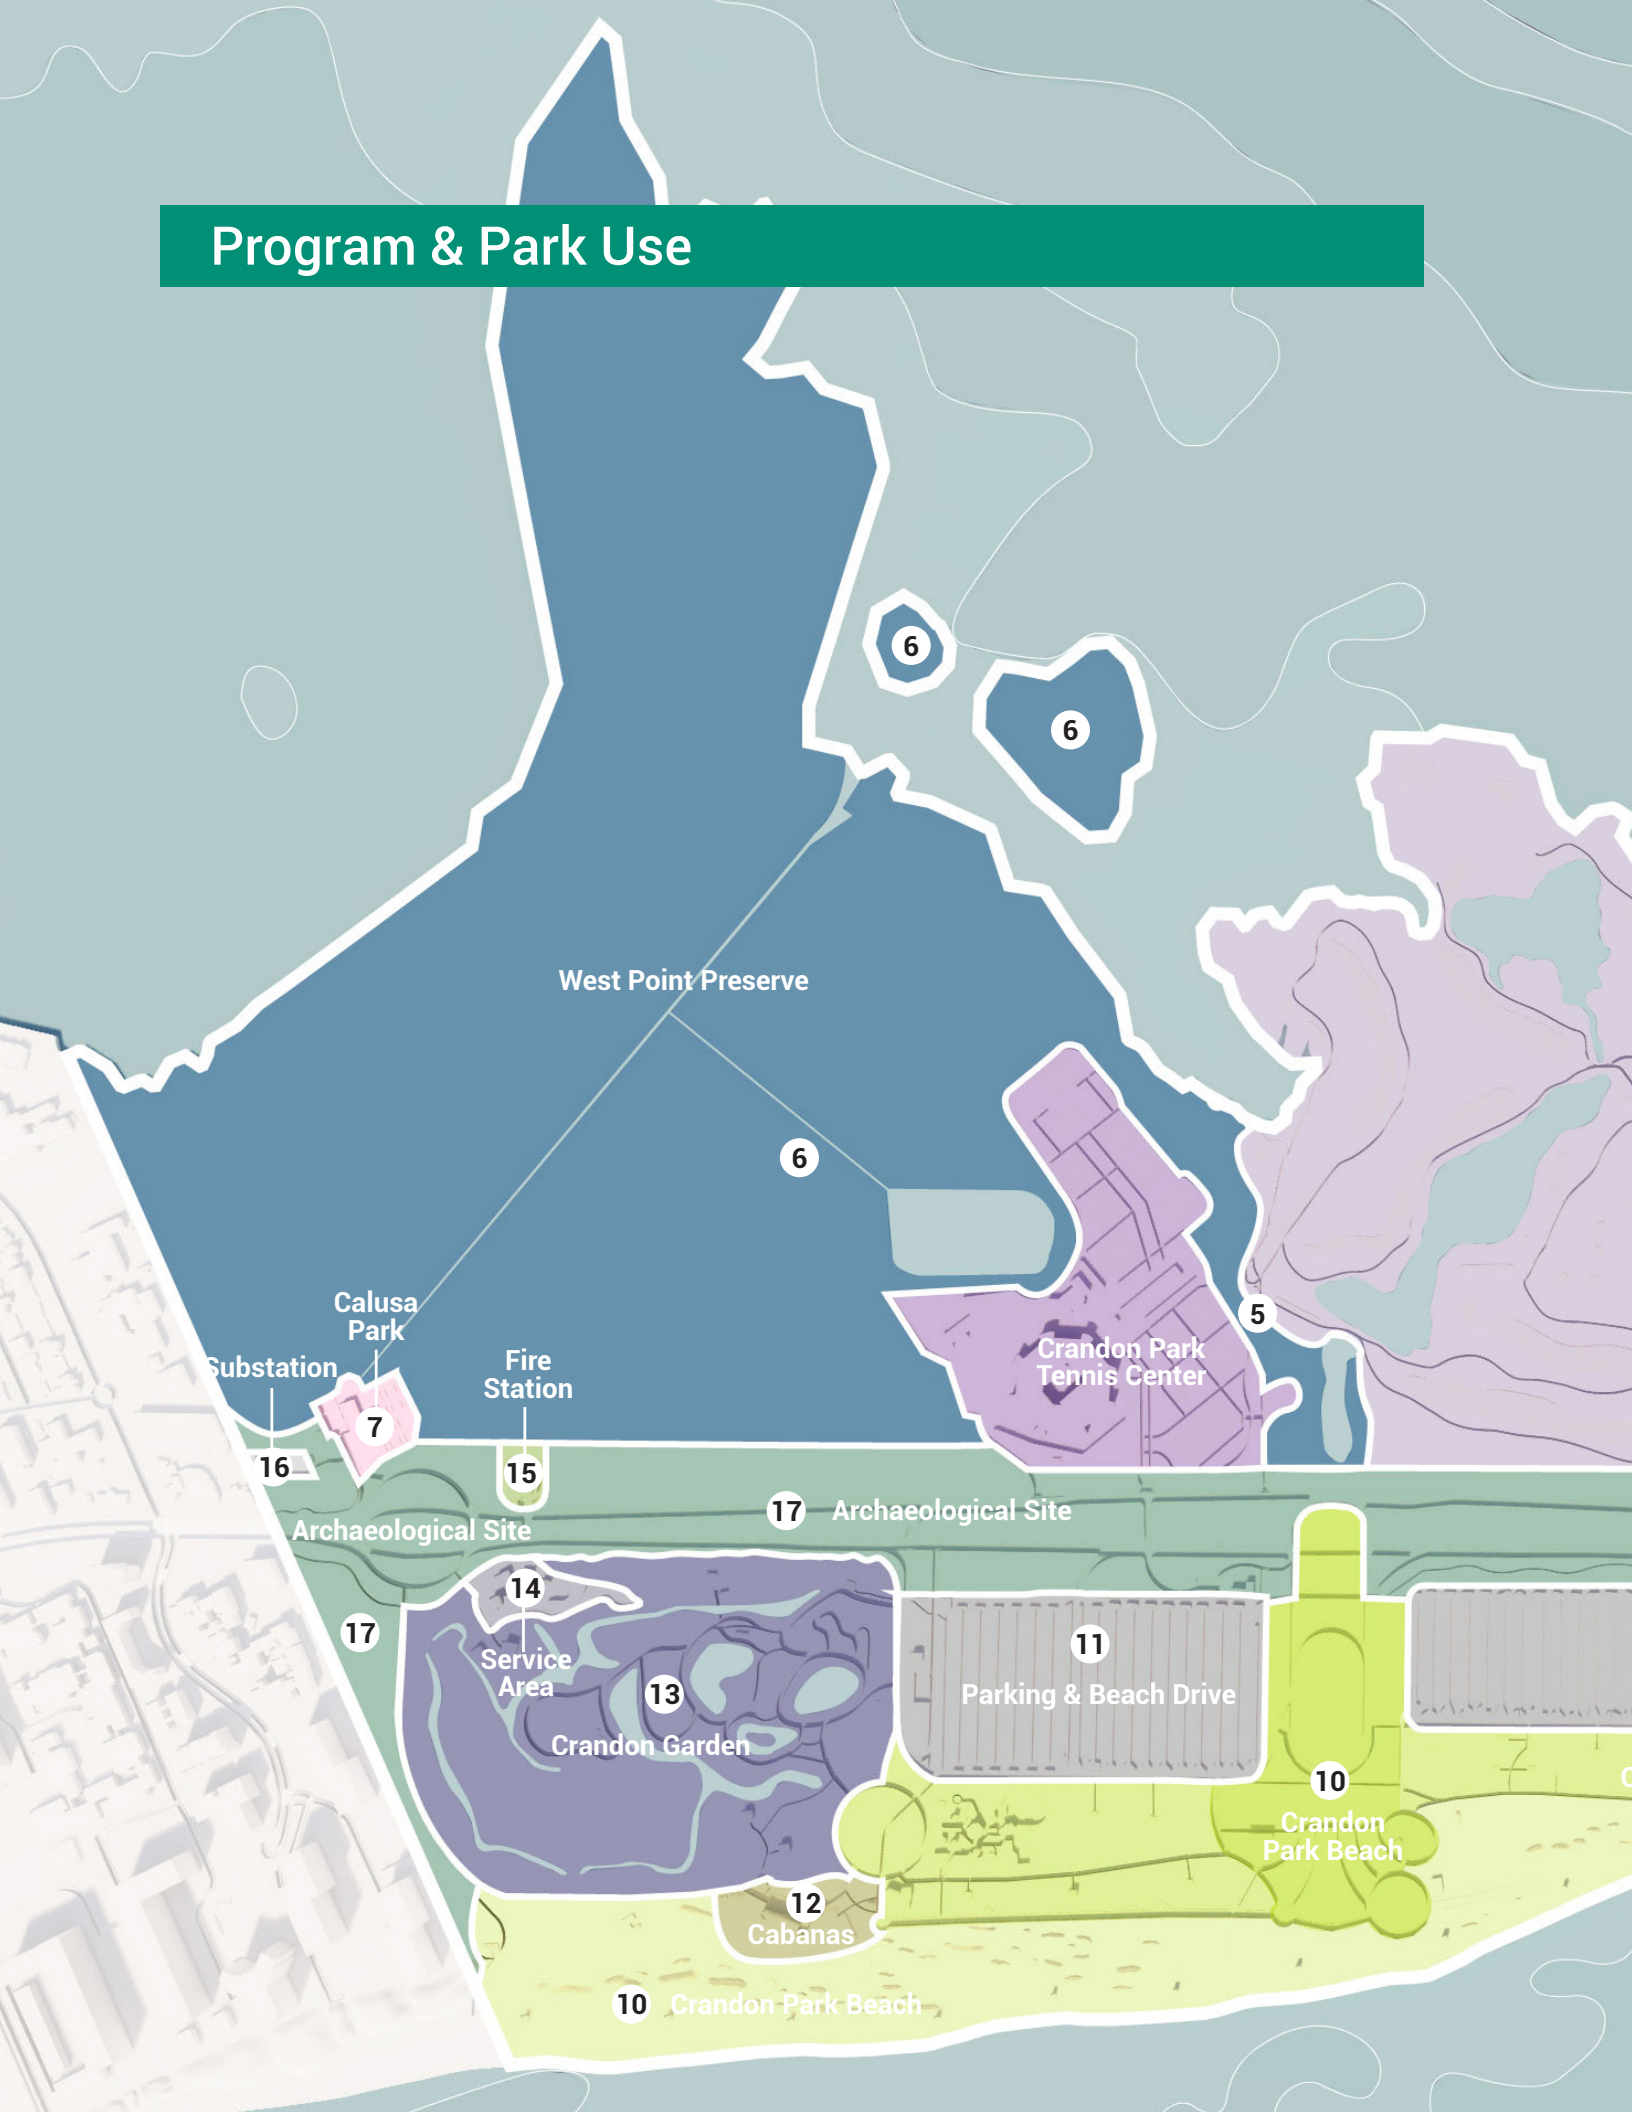 Program & Park Use
6
6
West Point Preserve
6
Calusa
Park
5
Substation
Fire
Station
Crandon Park
Tennis Center
7
16
15
17 Archaeological Site
Archaeological Site
14
17
Service
Area
13
Crandon Garden
11
Parking & Beach Drive
10
Crandon
Park Beach
12
Cabanas
10 Crandon Park Beach